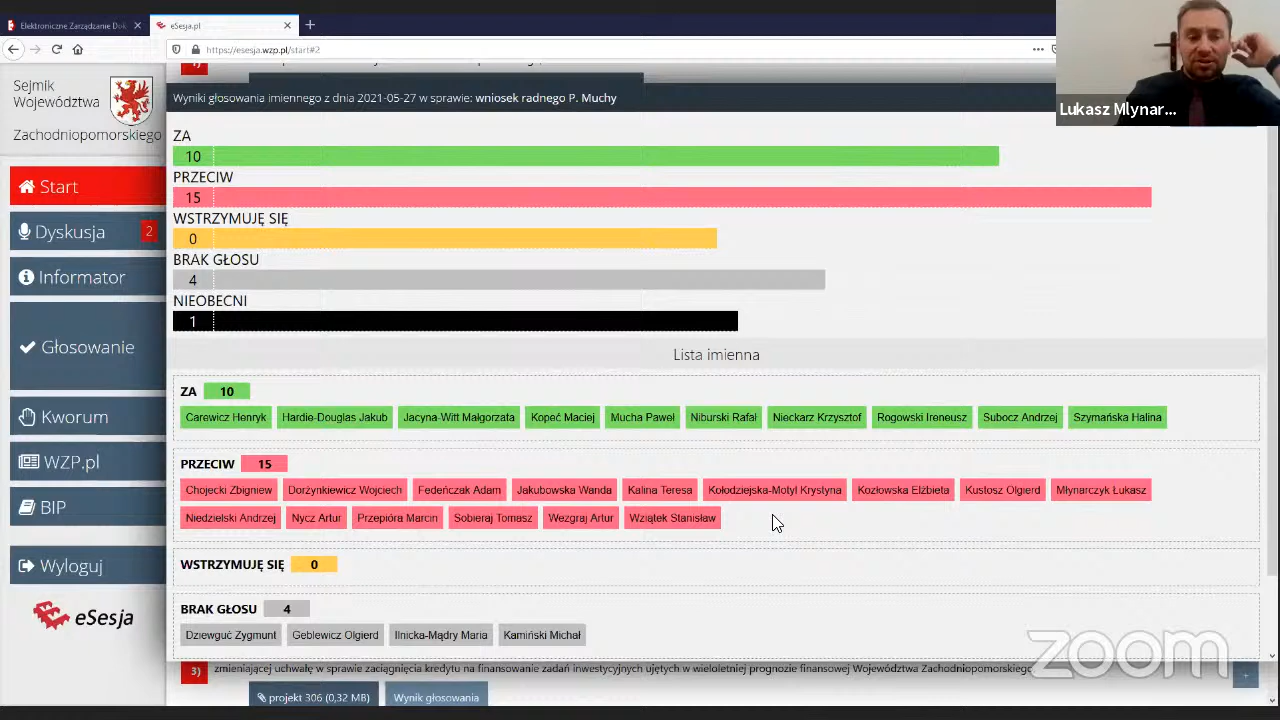 Elektroniczne Zarządzanie Dok
eSesja.pl
https://esesja.wzp.pl/start#2
Lukasz Mlynar...
Sejmik
Województwa
Zachodniopomorskiego
Start
Dyskusja 2
Informator
Głosowanie
Kworum
WZP.pl
BIP
Wyloguj
eSesja
Wyniki głosowania imiennego z dnia 2021-05-27 w sprawie: wniosek radnego P. Muchy
ZA
10
PRZECIW
15
WSTRZYMUJĘ SIĘ
0
BRAK GŁOSU
4
NIEOBECNI
1
Lista imienna
ZA 10
Carewicz Henryk Hardie-Douglas Jakub Jacyna-Witt Małgorzata Kopeć Maciej Mucha Paweł Niburski Rafał Nieckarz Krzysztof Rogowski Ireneusz Subocz Andrzej Szymańska Halina
PRZECIW 15
Chojecki Zbigniew Dorżynkiewicz Wojciech Federńczak Adam Jakubowska Wanda Kalina Teresa Kołodziejska-Motyl Krystyna Kozłowska Elżbieta Kustosz Olgierd Młynarczyk Łukasz
Niedzielski Andrzej Nycz Artur Przepióra Marcin Sobieraj Tomasz Wezgraj Artur Wziątek Stanisław
WSTRZYMUJĘ SIĘ 0
BRAK GŁOSU 4
Dziewguć Zygmunt Geblewicz Olgierd Ilnicka-Mądry Maria Kamiński Michał
zoom
3) zmieniającej uchwałę w sprawie zaciągnięcia kredytu na finansowanie zadań inwestycyjnych ujętych w wieloletniej prognozie finansowej Województwa Zachodniopomorskiego
projekt 306 (0,32 MB) Wynik głosowania